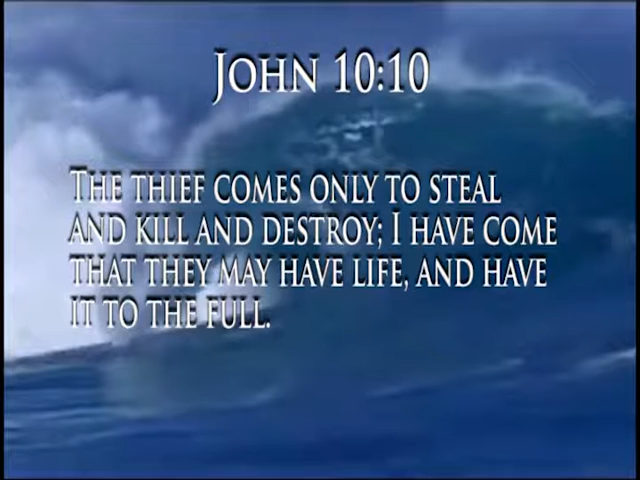 John 10:10
The thief comes only to steal
and kill and destroy; I have come
that they may have life, and have
it to the full.